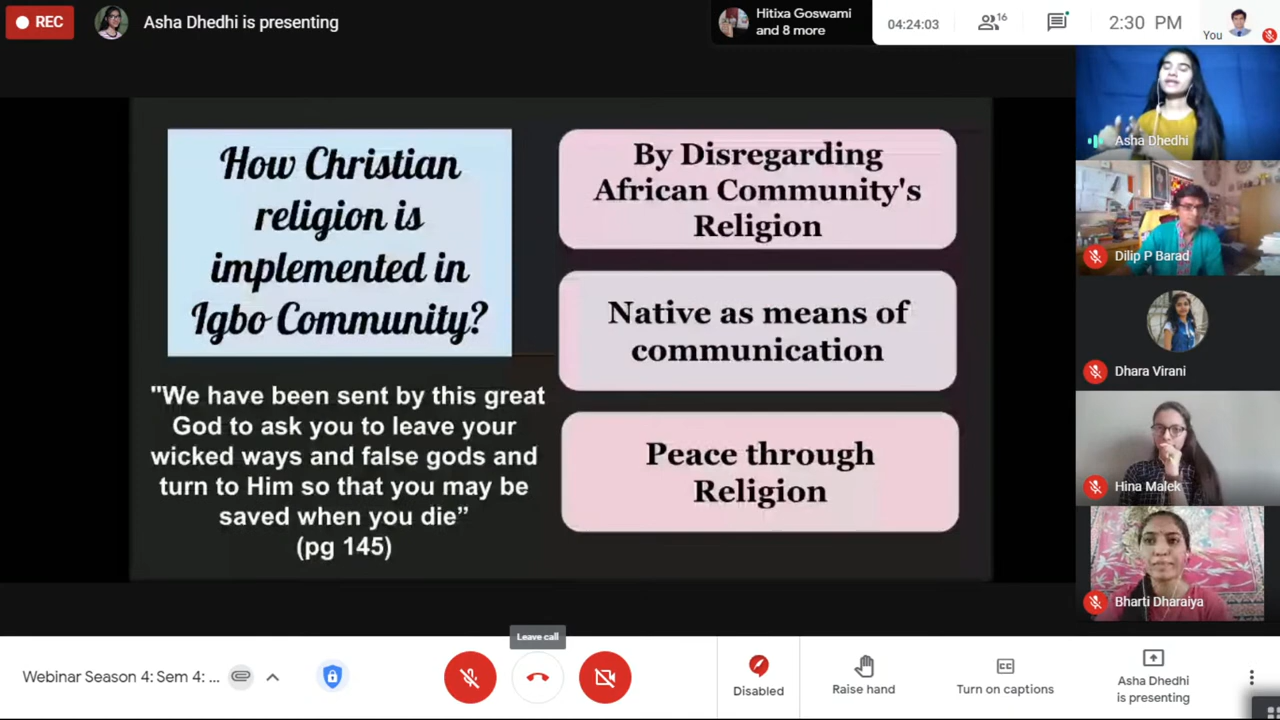 REC
Asha Dhedhi is presenting
Hitixa Goswami
and 8 more
04:24:03
16
2:30 PM
You
How Christian
religion is
implemented in
Igbo Community?
"We have been sent by this great
God to ask you to leave your
wicked ways and false gods and
turn to Him so that you may be
saved when you die”
(pg 145)
By Disregarding
African Community's
Religion
Native as means of
communication
Peace through
Religion
Asha Dhedhi
Dilip P Barad
Dhara Virani
Hina Malek
Bharti Dharaiya
Leave call
Webinar Season 4: Sem 4: ...
Disabled
Raise hand
CC
Turn on captions
Asha Dhedhi
is presenting